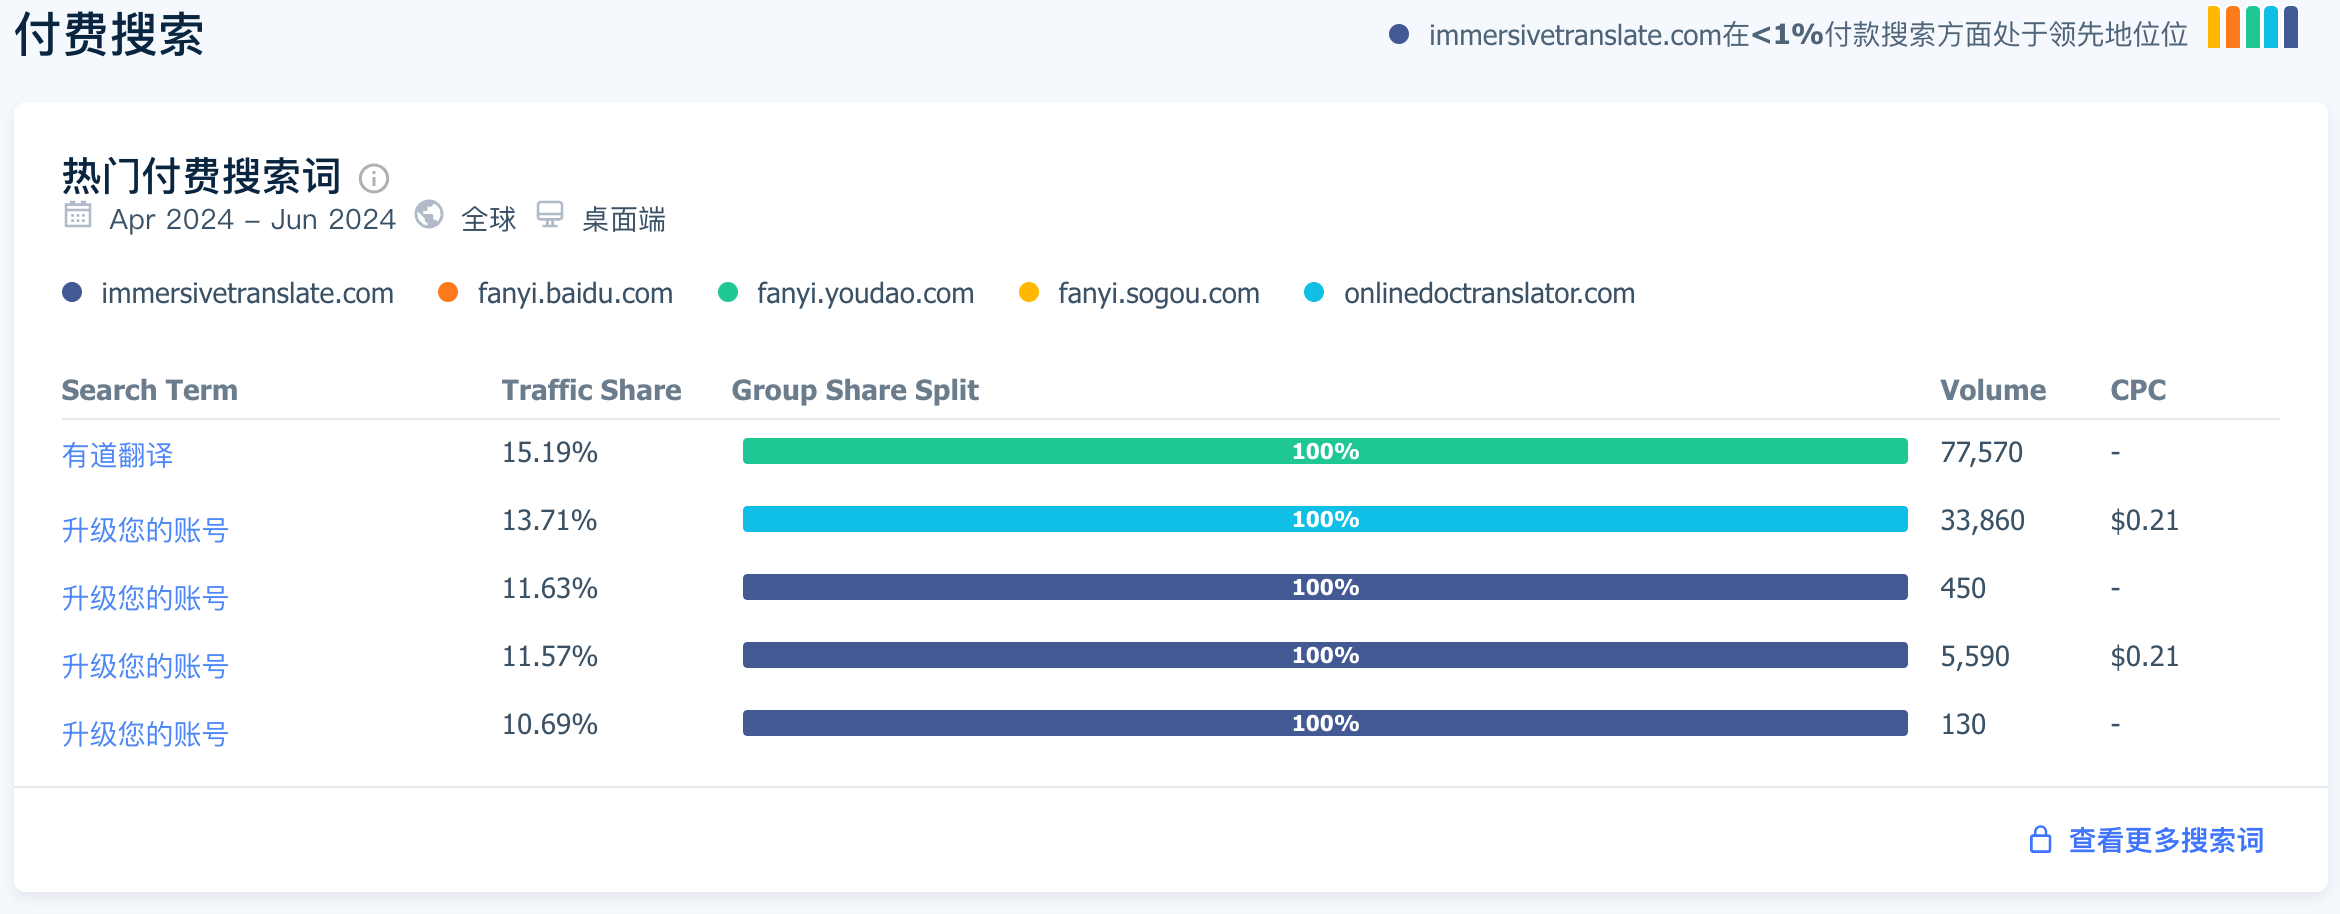 付费搜索
immersivetranslate.com在<1%付款搜索方面处于领先地位位
热门付费搜索词
Apr 2024 – Jun 2024 全球 桌面端
immersivetranslate.com fanyi.baidu.com fanyi.youdao.com fanyi.sogou.com onlinedoctranslator.com
Search Term Traffic Share Group Share Split Volume CPC
有道翻译 15.19% 100% 77,570 -
升级您的账号 13.71% 100% 33,860 $0.21
升级您的账号 11.63% 100% 450 -
升级您的账号 11.57% 100% 5,590 $0.21
升级您的账号 10.69% 100% 130 -
查看更多搜索词